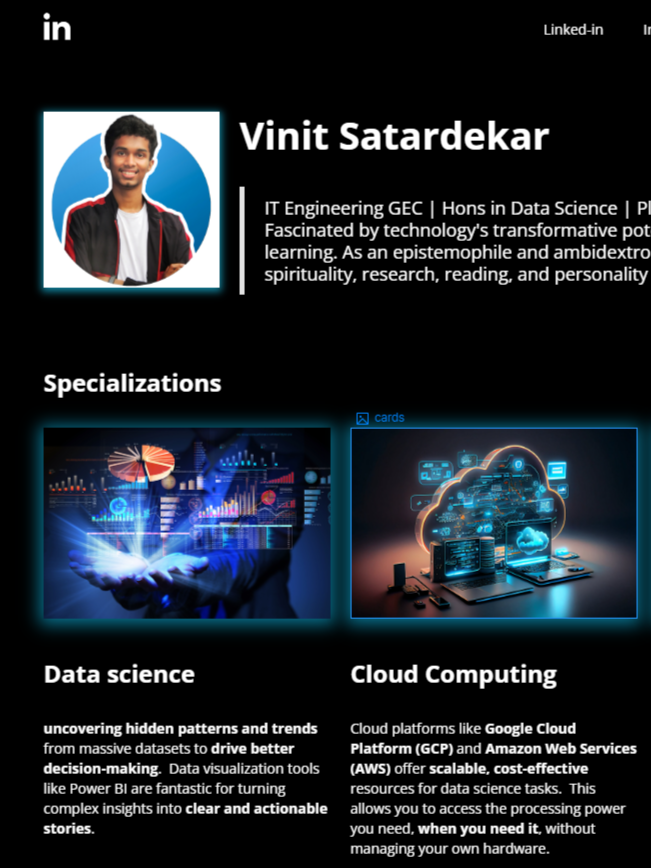 in
Linked-in
Vinit Satardekar
IT Engineering GEC | Hons in Data Science |
Fascinated by technology's transformative
learning. As an epistemophile and
spirituality, research, reading, and personality
Specializations
cards
Data science
Cloud Computing
uncovering hidden patterns and trends
from massive datasets to drive better
decision-making. Data visualization tools
like Power BI are fantastic for turning
complex insights into clear and actionable
stories.
Cloud platforms like Google Cloud
Platform (GCP) and Amazon Web Services
(AWS) offer scalable, cost-effective
resources for data science tasks. This
allows you to access the processing power
you need, when you need it, without
managing your own hardware.